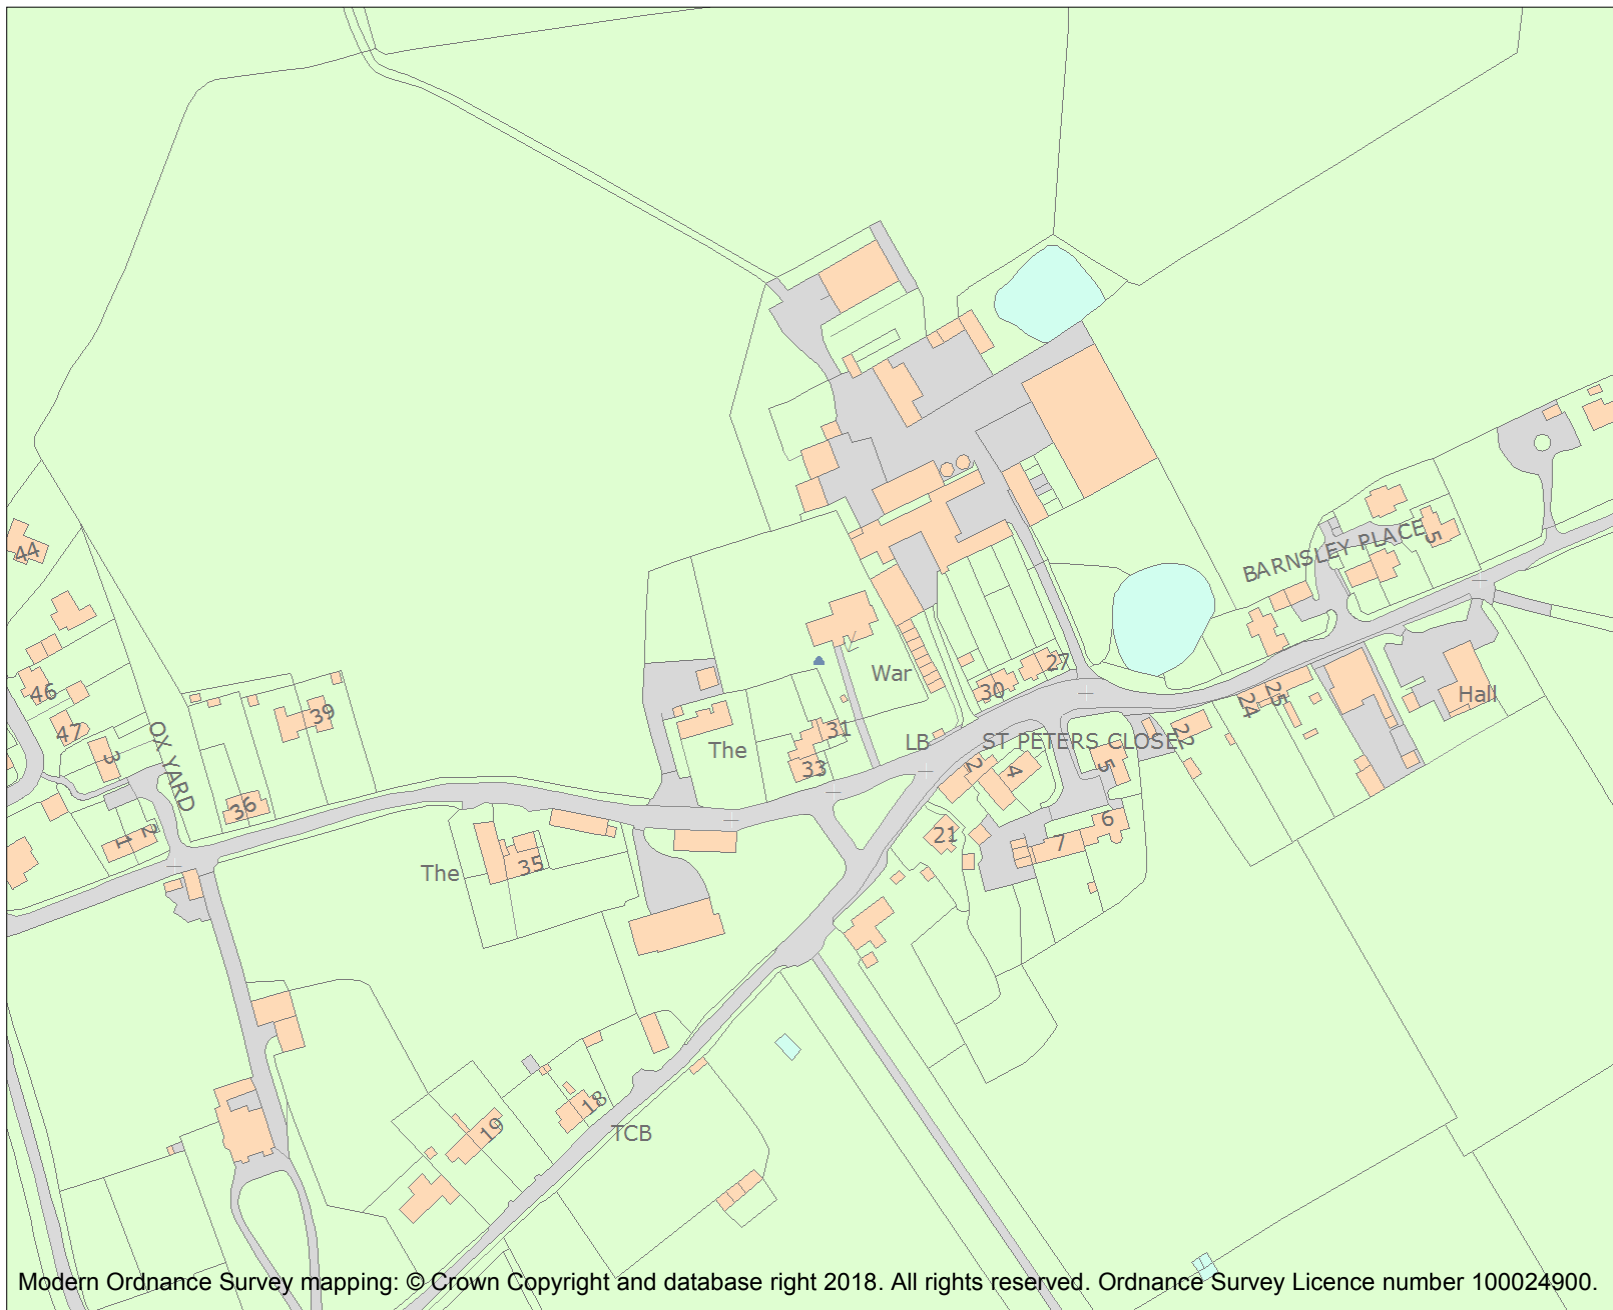 44
BARNSLEY PLACE
5
46
47
3
OX YARD
39
36
1
2
War
27
30
31
The
33
LB
ST PETERS CLOSE
22
24
25
Hall
2
4
5
21
6
7
The
35
18
19
TCB
Modern Ordnance Survey mapping: © Crown Copyright and database right 2018. All rights reserved. Ordnance Survey Licence number 100024900.